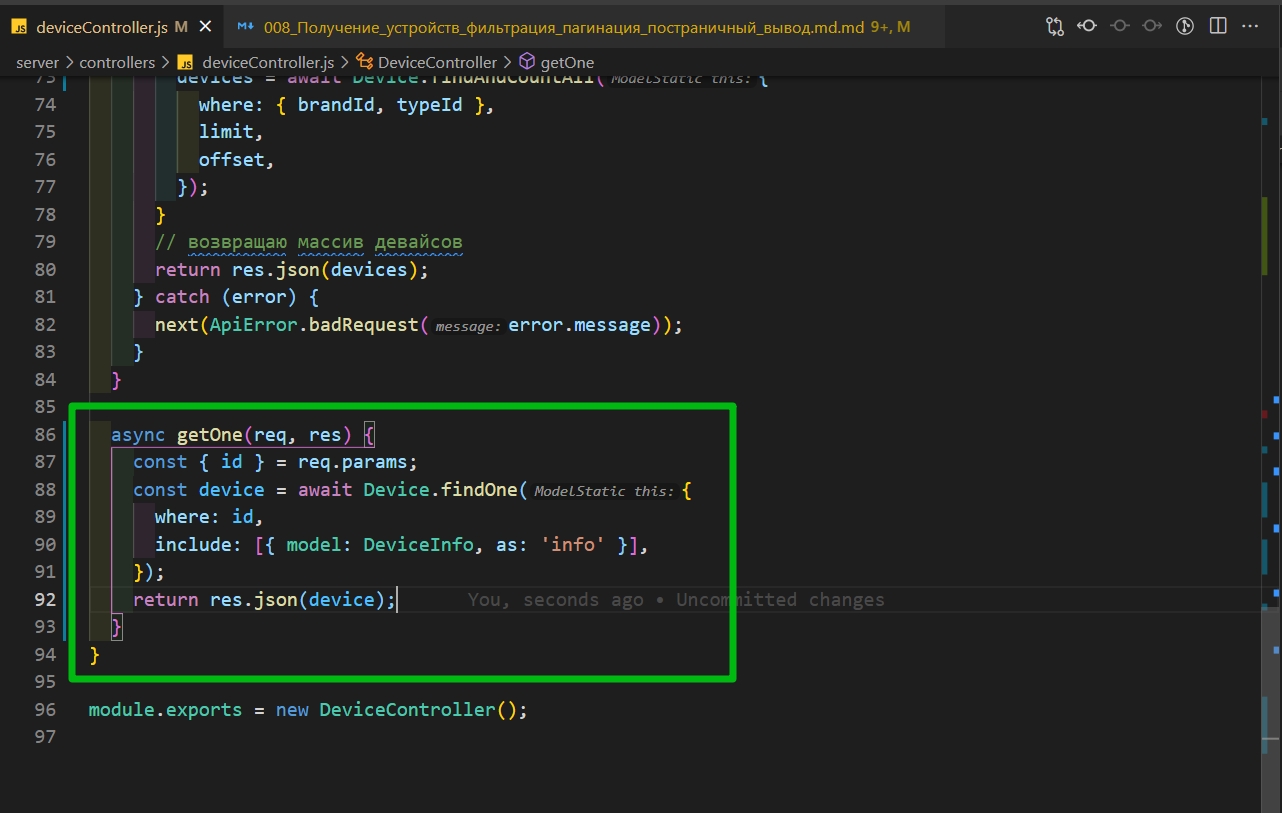 JS deviceController.js M ✕ M↓ 008_Получение_устройств_фильтрация_пагинация_постраничный_вывод.md.md 9+, M
server > controllers > JS deviceController.js > DeviceController > getOne
73 devices = await Device.findAndCountAll( ModelStatic this: {
74 where: { brandId, typeId },
75 limit,
76 offset,
77 });
78 }
79 // возвращаю массив девайсов
80 return res.json(devices);
81 } catch (error) {
82 next(ApiError.badRequest( message: error.message));
83 }
84 }
85
86 async getOne(req, res) {
87 const { id } = req.params;
88 const device = await Device.findOne( ModelStatic this: {
89 where: id,
90 include: [{ model: DeviceInfo, as: 'info' }],
91 });
92 return res.json(device); You, seconds ago • Uncommitted changes
93 }
94 }
95
96 module.exports = new DeviceController();
97